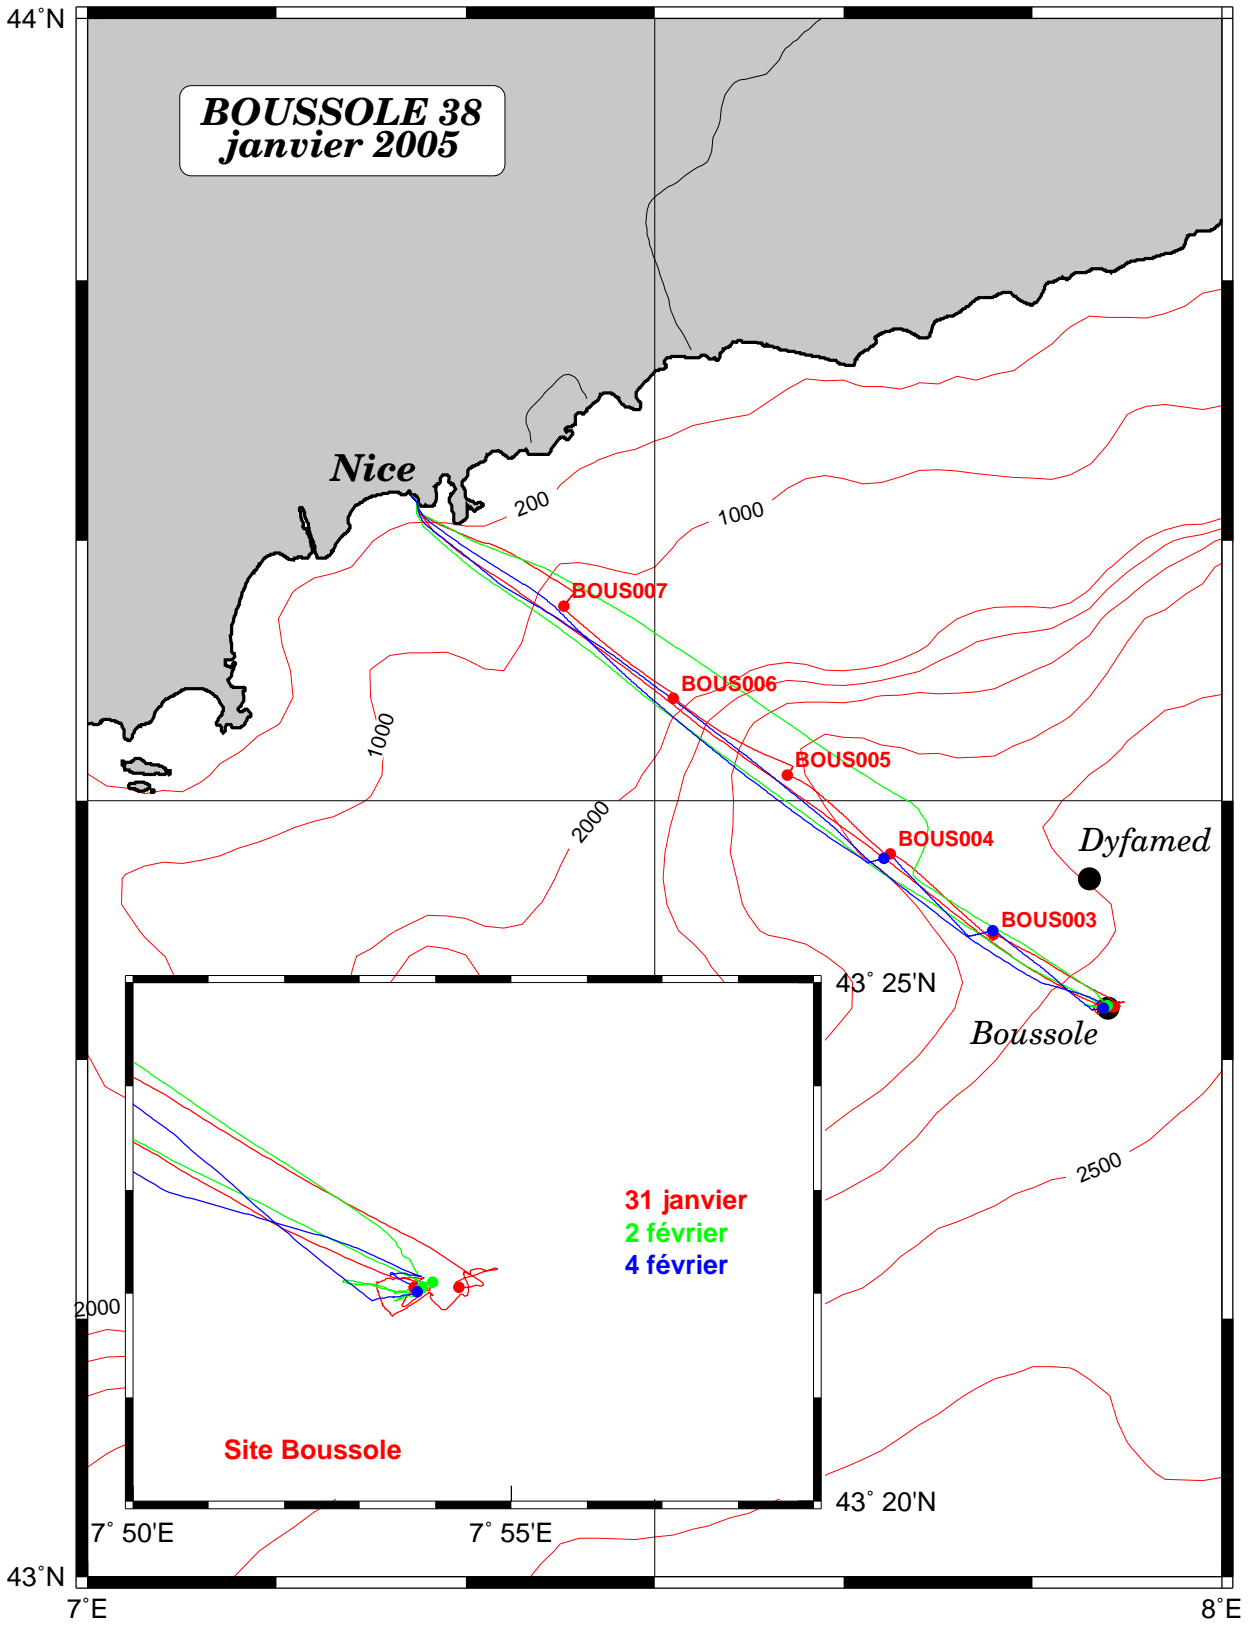 44°N
BOUSSOLE 38
janvier 2005
Nice
200
1000
BOUS007
BOUS006
1000
BOUS005
2000
BOUS004
Dyfamed
BOUS003
43° 25'N
Boussole
2500
31 janvier
2 février
4 février
2000
Site Boussole
43° 20'N
7° 50'E
7° 55'E
43°N
7°E
8°E